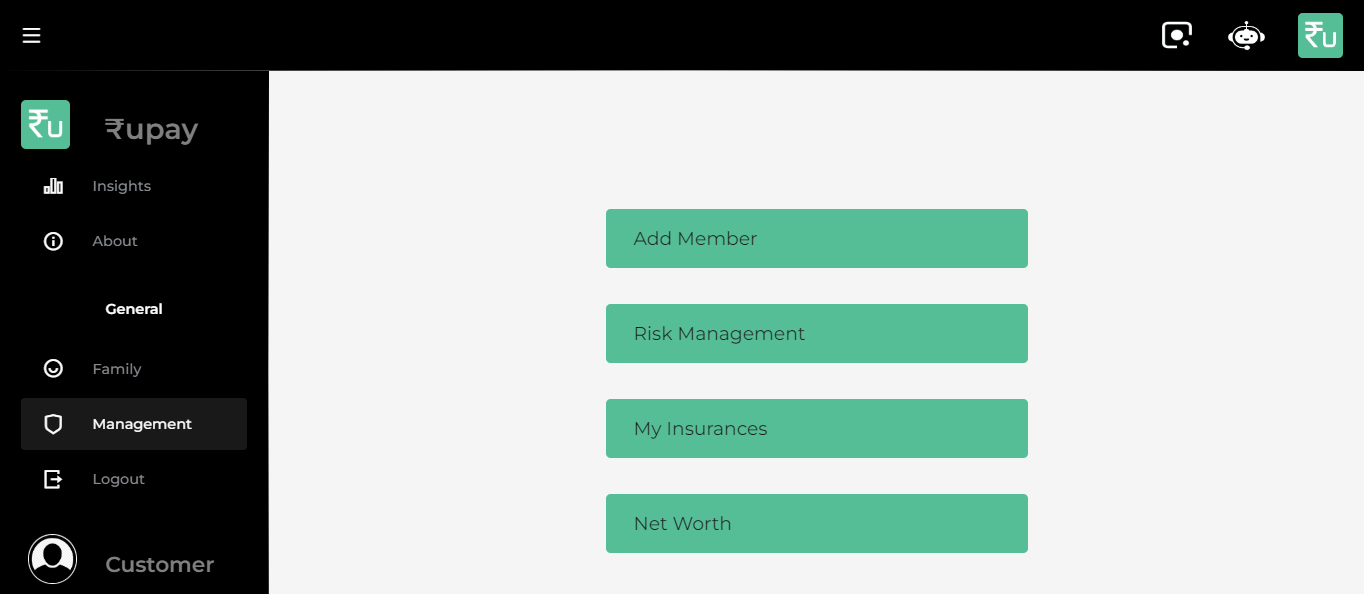 ₹u
₹u
₹upay
Insights
About
General
Family
Management
Logout
Customer
Add Member
Risk Management
My Insurances
Net Worth